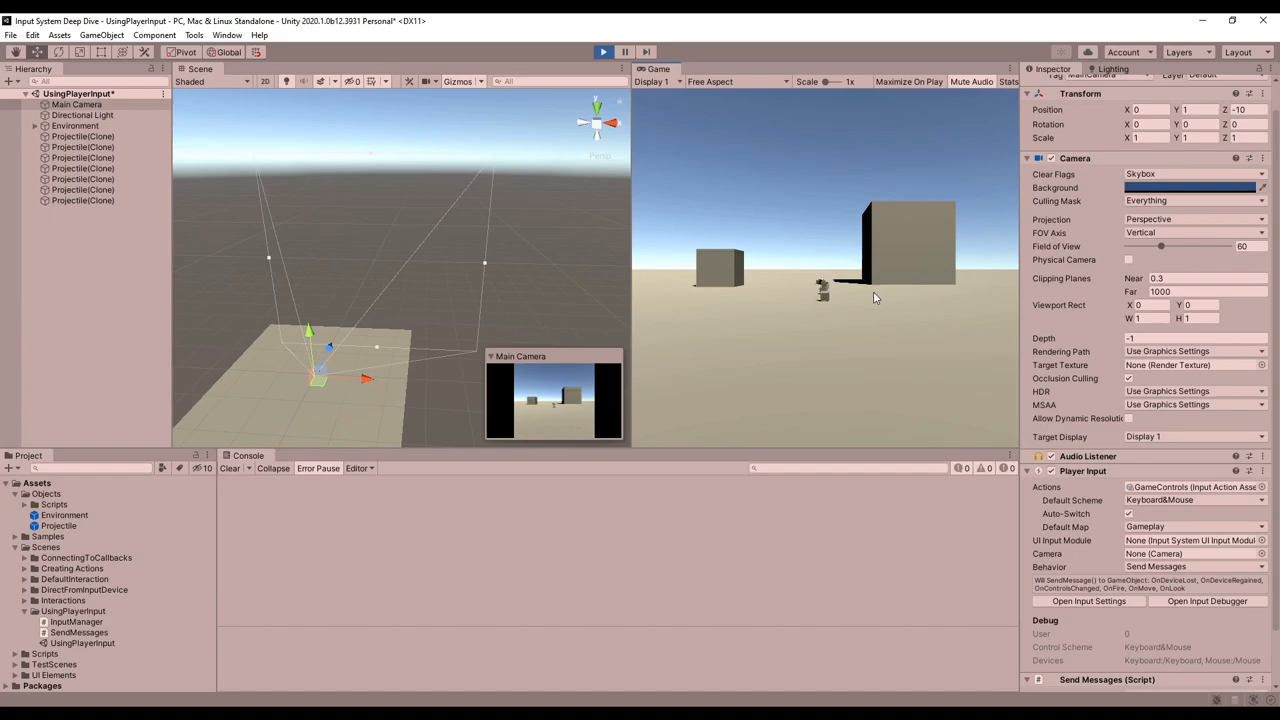 Input System Deep Dive - UsingPlayerInput - PC, Mac & Linux Standalone - Unity 2020.1.0b12.3931 Personal* <DX11>
File Edit Assets GameObject Component Tools Window Help
Pivot Global Account Layers Layout
Hierarchy Scene Game Inspector Lighting
All Shaded 2D 0 Gizmos All Display 1 Free Aspect Scale 1x Maximize On Play Mute Audio Stats
UsingPlayerInput*
Main Camera
Directional Light
Environment
Projectile(Clone)
Projectile(Clone)
Projectile(Clone)
Projectile(Clone)
Projectile(Clone)
Projectile(Clone)
Projectile(Clone)
y
x
Persp
Main Camera
Tag MainCamera Layer Default
Transform
Position X 0 Y 1 Z -10
Rotation X 0 Y 0 Z 0
Scale X 1 Y 1 Z 1
Camera
Clear Flags Skybox
Background
Culling Mask Everything
Projection Perspective
FOV Axis Vertical
Field of View 60
Physical Camera
Clipping Planes Near 0.3
Far 1000
Viewport Rect X 0 Y 0
W 1 H 1
Depth -1
Rendering Path Use Graphics Settings
Target Texture None (Render Texture)
Occlusion Culling
HDR Use Graphics Settings
MSAA Use Graphics Settings
Allow Dynamic Resolutio
Target Display Display 1
Audio Listener
Player Input
Actions GameControls (Input Action Asse
Default Scheme Keyboard&Mouse
Auto-Switch
Default Map Gameplay
UI Input Module None (Input System UI Input Modul
Camera None (Camera)
Behavior Send Messages
Will SendMessage() to GameObject: OnDeviceLost, OnDeviceRegained,
OnControlsChanged, OnFire, OnMove, OnLook
Open Input Settings Open Input Debugger
Debug
User 0
Control Scheme Keyboard&Mouse
Devices Keyboard:/Keyboard, Mouse:/Mouse
Send Messages (Script)
Project
10
Assets
Objects
Scripts
Environment
Projectile
Samples
Scenes
ConnectingToCallbacks
Creating Actions
DefaultInteraction
DirectFromInputDevice
Interactions
UsingPlayerInput
InputManager
SendMessages
UsingPlayerInput
Scripts
TestScenes
UI Elements
Packages
Console
Clear Collapse Error Pause Editor 0 0 0